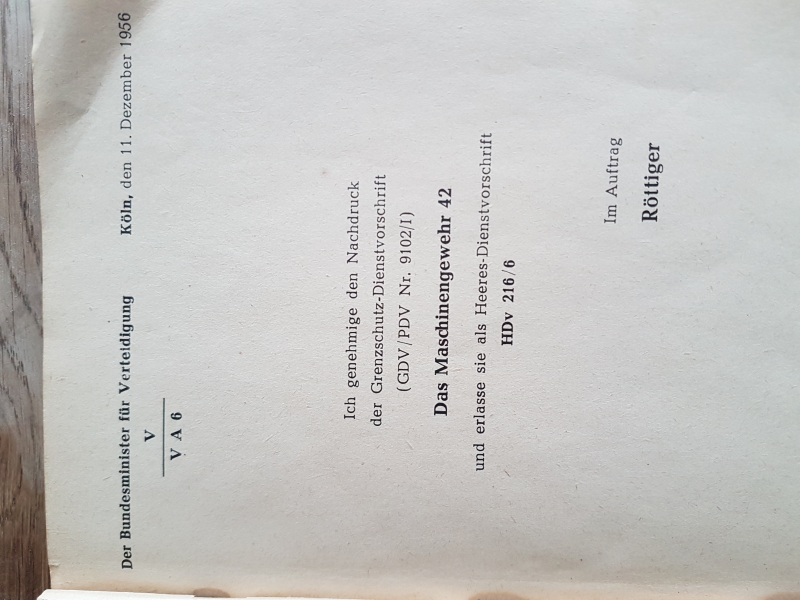 Der Bundesminister für Verteidigung Köln, den 11. Dezember 1956
V
V A 6
Ich genehmige den Nachdruck
der Grenzschutz-Dienstvorschrift
(GDV/PDV Nr. 9102/I)
Das Maschinengewehr 42
und erlasse sie als Heeres-Dienstvorschrift
HDv 216/6
Im Auftrag
Röttiger